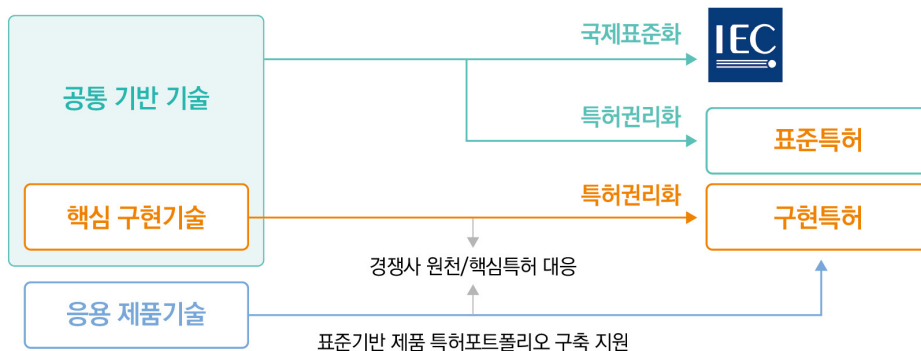 국제표준화
IEC
공통 기반 기술
특허권리화
표준특허
특허권리화
핵심 구현기술
구현특허
경쟁사 원천/핵심특허 대응
응용 제품기술
표준기반 제품 특허포트폴리오 구축 지원